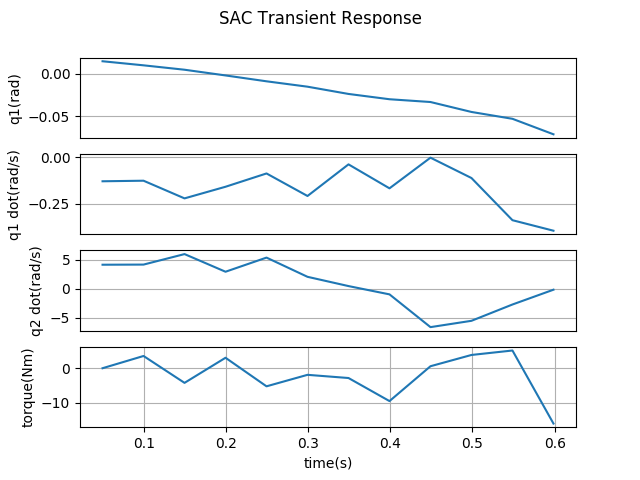 SAC Transient Response
q1(rad)
0.00
−0.05
q1 dot(rad/s)
0.00
−0.25
q2 dot(rad/s)
5
0
−5
torque(Nm)
0
−10
0.1 0.2 0.3 0.4 0.5 0.6
time(s)